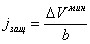 j_защ = ΔV^мин / b